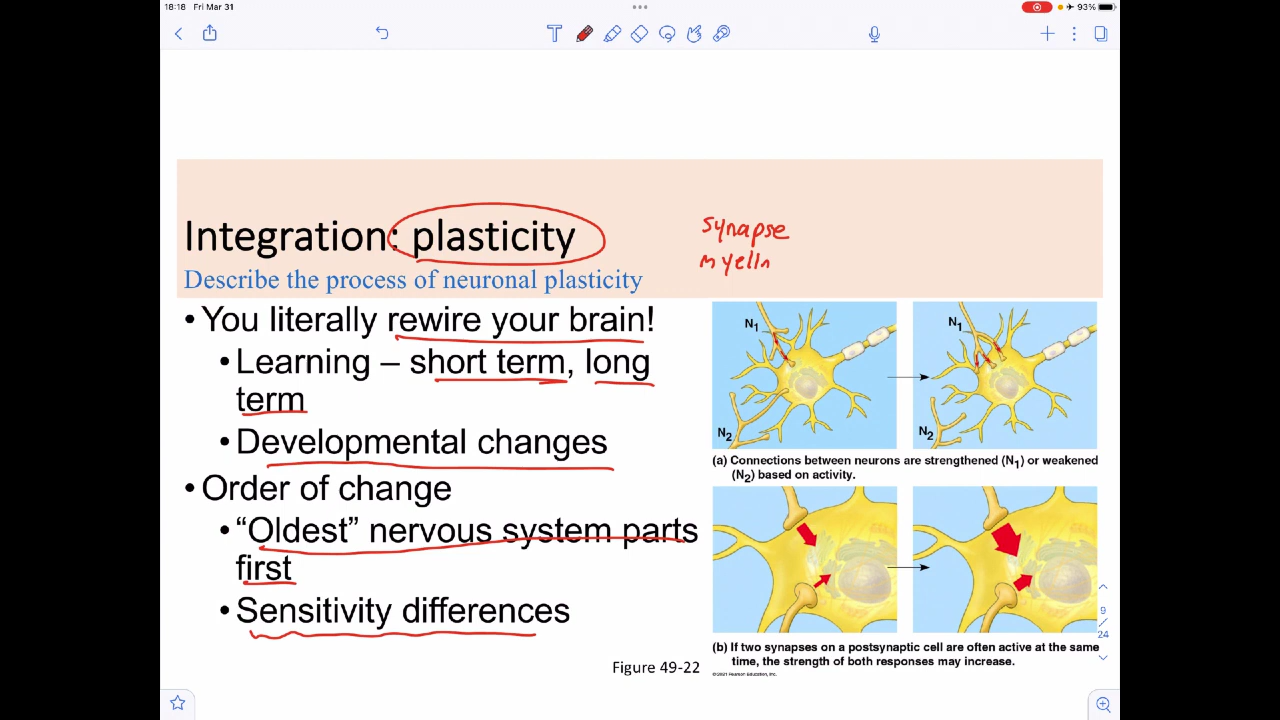 18:18 Fri Mar 31
93%
Integration: plasticity
synapse
myelin
Describe the process of neuronal plasticity
• You literally rewire your brain!
• Learning – short term, long
term
• Developmental changes
• Order of change
• “Oldest” nervous system parts
first
• Sensitivity differences
N1
N2
N1
N2
(a) Connections between neurons are strengthened (N1) or weakened
(N2) based on activity.
(b) If two synapses on a postsynaptic cell are often active at the same
time, the strength of both responses may increase.
© 2021 Pearson Education, Inc.
Figure 49-22
9
/
24